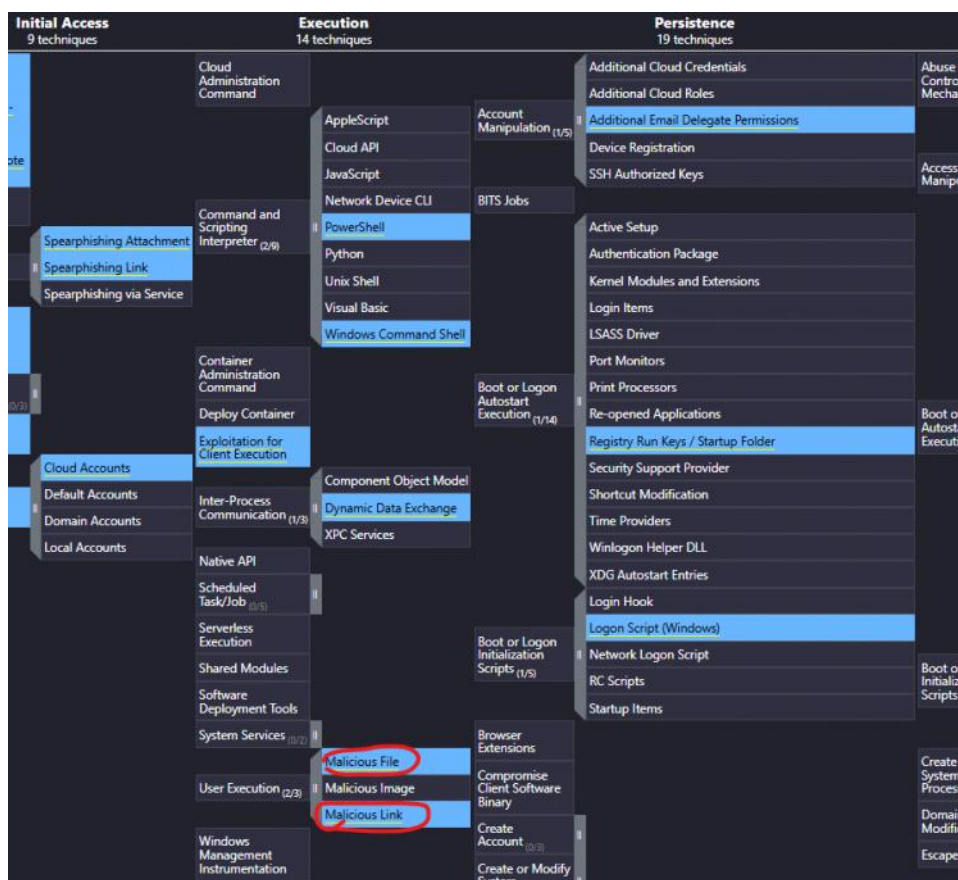 Initial Access
9 techniques
Spearphishing Attachment
Spearphishing Link
Spearphishing via Service
(0/3)
Cloud Accounts
Default Accounts
Domain Accounts
Local Accounts
Execution
14 techniques
Cloud
Administration
Command
Command and
Scripting
Interpreter (2/9)
AppleScript
Cloud API
JavaScript
Network Device CLI
PowerShell
Python
Unix Shell
Visual Basic
Windows Command Shell
Container
Administration
Command
Deploy Container
Exploitation for
Client Execution
Inter-Process
Communication (1/3)
Component Object Model
Dynamic Data Exchange
XPC Services
Native API
Scheduled
Task/Job (0/5)
Serverless
Execution
Shared Modules
Software
Deployment Tools
System Services (0/2)
User Execution (2/3)
Malicious File
Malicious Image
Malicious Link
Windows
Management
Instrumentation
Persistence
19 techniques
Account
Manipulation (1/5)
Additional Cloud Credentials
Additional Cloud Roles
Additional Email Delegate Permissions
Device Registration
SSH Authorized Keys
BITS Jobs
Boot or Logon
Autostart
Execution (1/14)
Active Setup
Authentication Package
Kernel Modules and Extensions
Login Items
LSASS Driver
Port Monitors
Print Processors
Re-opened Applications
Registry Run Keys / Startup Folder
Security Support Provider
Shortcut Modification
Time Providers
Winlogon Helper DLL
XDG Autostart Entries
Boot or Logon
Initialization
Scripts (1/5)
Login Hook
Logon Script (Windows)
Network Logon Script
RC Scripts
Startup Items
Browser
Extensions
Compromise
Client Software
Binary
Create
Account (0/3)
Create or Modify
Abuse
Access
Boot o
Boot o
Scripts
Create
System
Escape